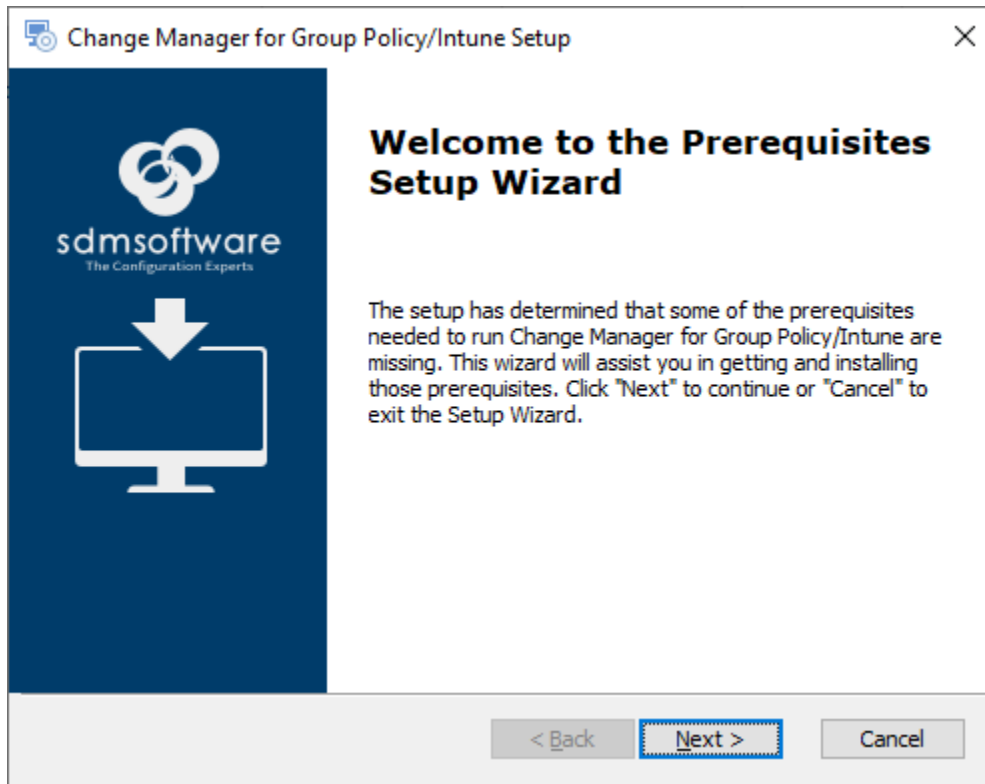 Change Manager for Group Policy/Intune Setup
sdmsoftware
The Configuration Experts
Welcome to the Prerequisites
Setup Wizard
The setup has determined that some of the prerequisites
needed to run Change Manager for Group Policy/Intune are
missing. This wizard will assist you in getting and installing
those prerequisites. Click "Next" to continue or "Cancel" to
exit the Setup Wizard.
< Back
Next >
Cancel